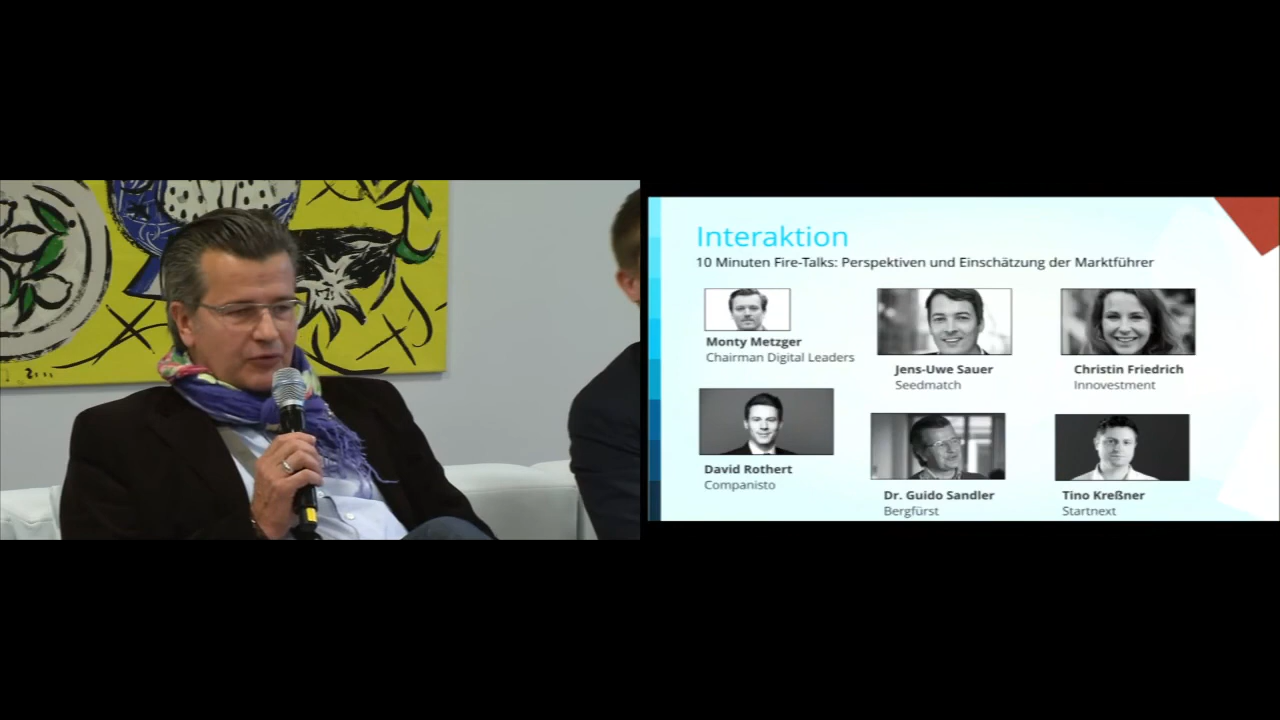 Interaktion
10 Minuten Fire-Talks: Perspektiven und Einschätzung der Marktführer
Monty Metzger
Chairman Digital Leaders
Jens-Uwe Sauer
Seedmatch
Christin Friedrich
Innovestment
David Rothert
Companisto
Dr. Guido Sandler
Bergfürst
Tino Kreßner
Startnext